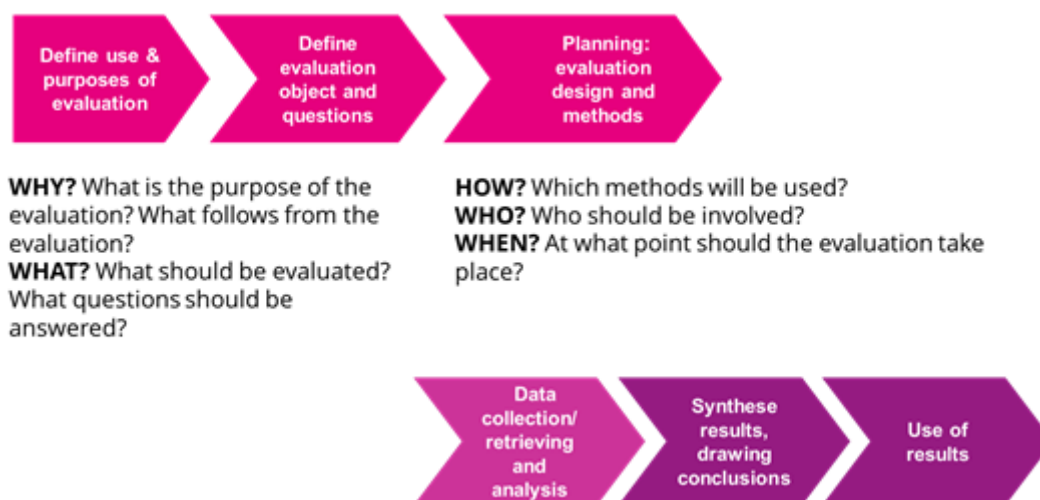 Define use &
purposes of
evaluation
Define
evaluation
object and
questions
Planning:
evaluation
design and
methods
WHY? What is the purpose of the
evaluation? What follows from the
evaluation?
WHAT? What should be evaluated?
What questions should be
answered?
HOW? Which methods will be used?
WHO? Who should be involved?
WHEN? At what point should the evaluation take
place?
Data
collection/
retrieving
and
analysis
Synthese
results,
drawing
conclusions
Use of
results